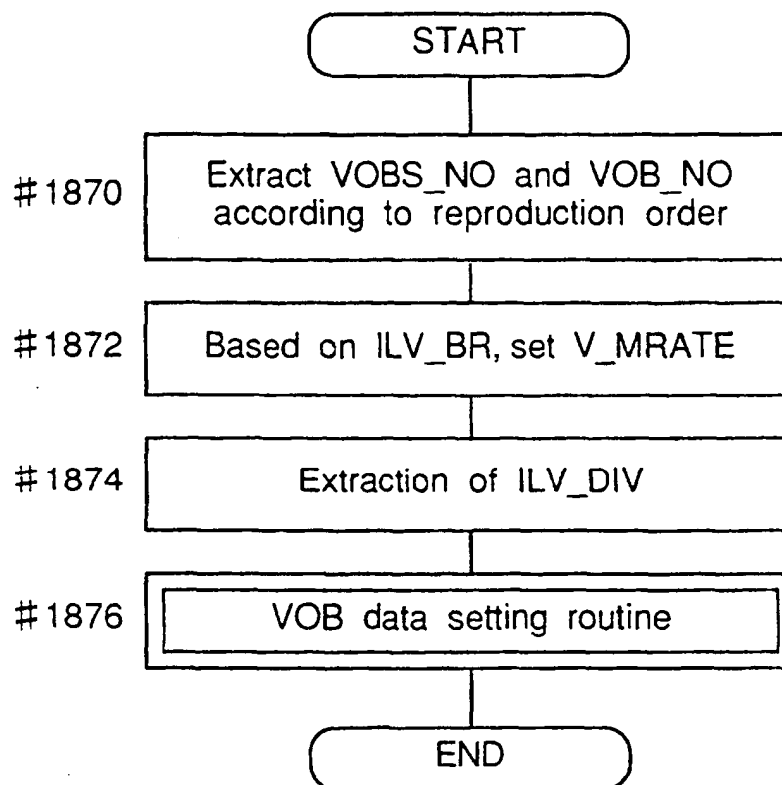 START
#1870
Extract VOBS_NO and VOB_NO
according to reproduction order
#1872
Based on ILV_BR, set V_MRATE
#1874
Extraction of ILV_DIV
#1876
VOB data setting routine
END